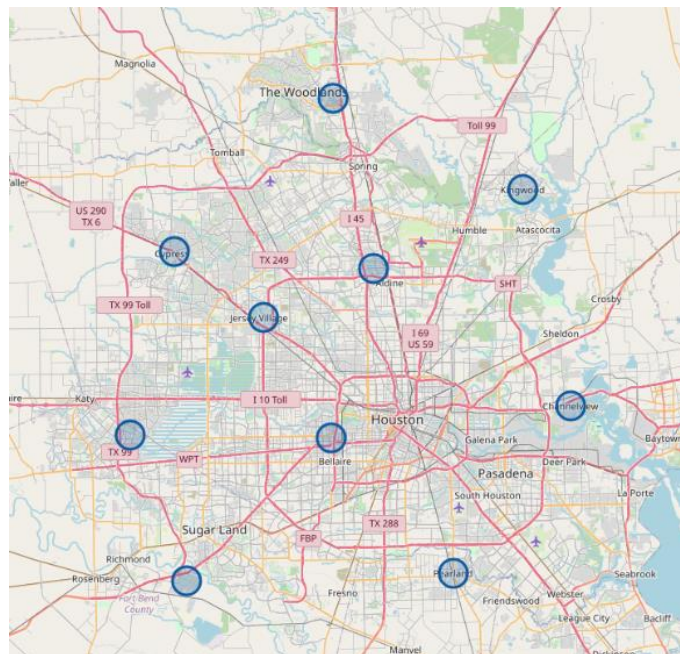 Magnolia
The Woodlands
Toll 99
Tomball
Spring
Kingwood
US 290
TX 6
I 45
Humble
Atascocita
Cypress
TX 249
Aldine
SHT
TX 99 Toll
Crosby
Jersey Village
I 69
US 59
Sheldon
Katy
I 10 Toll
Houston
Channelview
Galena Park
Baytown
TX 99
WPT
Bellaire
Deer Park
Pasadena
La Porte
South Houston
Sugar Land
TX 288
FBP
Richmond
Rosenberg
Pearland
Seabrook
Fort Bend
County
Fresno
Friendswood
Webster
League City
Bacliff
Manvel